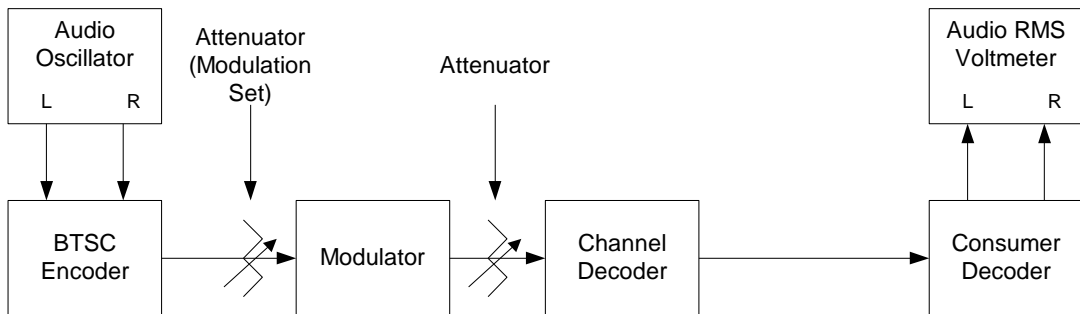 Audio
Oscillator
L R
Attenuator
(Modulation
Set)
Attenuator
Audio RMS
Voltmeter
L R
BTSC
Encoder
Modulator
Channel
Decoder
Consumer
Decoder